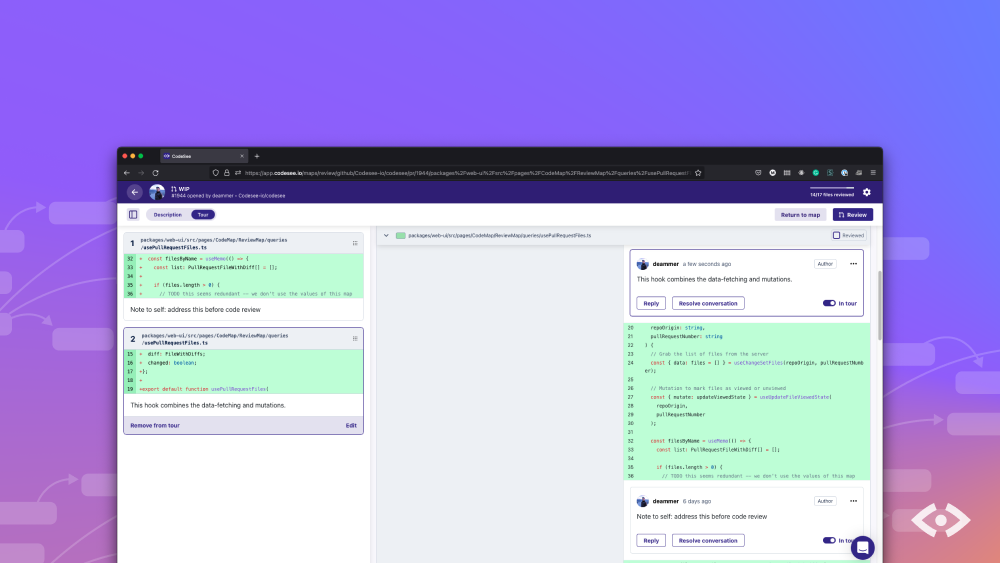 CodeSee
https://app.codesee.io/maps/review/github/Codesee-io/codesee/pr/1944/packages%2Fweb-ui%2Fsrc%2Fpages%2FCodeMap%2FReviewMap%2Fqueries%2FusePullRequest
WIP
#1944 opened by deammer • Codesee-io/codesee
14/17 files reviewed
Description
Tour
Return to map
Review
1
packages/web-ui/src/pages/CodeMap/ReviewMap/queries
/usePullRequestFiles.ts
32 + const filesByName = useMemo(() => {
33 + const list: PullRequestFileWithDiff[] = [];
34 +
35 + if (files.length > 0) {
36 + // TODO this seems redundant -- we don't use the values of this map
Note to self: address this before code review
2
packages/web-ui/src/pages/CodeMap/ReviewMap/queries
/usePullRequestFiles.ts
15 + diff: FileWithDiffs;
16 + changed: boolean;
17 +};
18 +
19 +export default function usePullRequestFiles(
This hook combines the data-fetching and mutations.
Remove from tour
Edit
packages/web-ui/src/pages/CodeMap/ReviewMap/queries/usePullRequestFiles.ts
Reviewed
deammer a few seconds ago
Author
This hook combines the data-fetching and mutations.
Reply
Resolve conversation
In tour
20 repoOrigin: string,
21 pullRequestNumber: string
22 ) {
23 // Grab the list of files from the server
24 const { data: files = [] } = useChangeSetFiles(repoOrigin, pullRequestNumb
er);
25
26 // Mutation to mark files as viewed or unviewed
27 const { mutate: updateViewedState } = useUpdateFileViewedState(
28 repoOrigin,
29 pullRequestNumber
30 );
31
32 const filesByName = useMemo(() => {
33 const list: PullRequestFileWithDiff[] = [];
34
35 if (files.length > 0) {
36 // TODO this seems redundant -- we don't use the values of this map
deammer 6 days ago
Author
Note to self: address this before code review
Reply
Resolve conversation
In tou